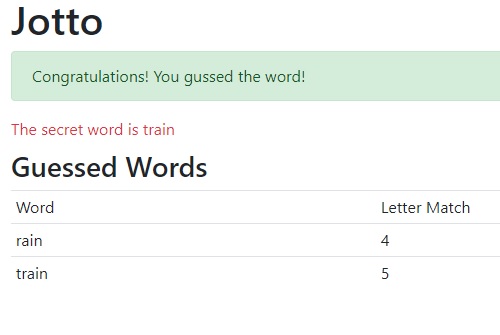 Jotto
Congratulations! You gussed the word!
The secret word is train
Guessed Words
Word Letter Match
rain 4
train 5